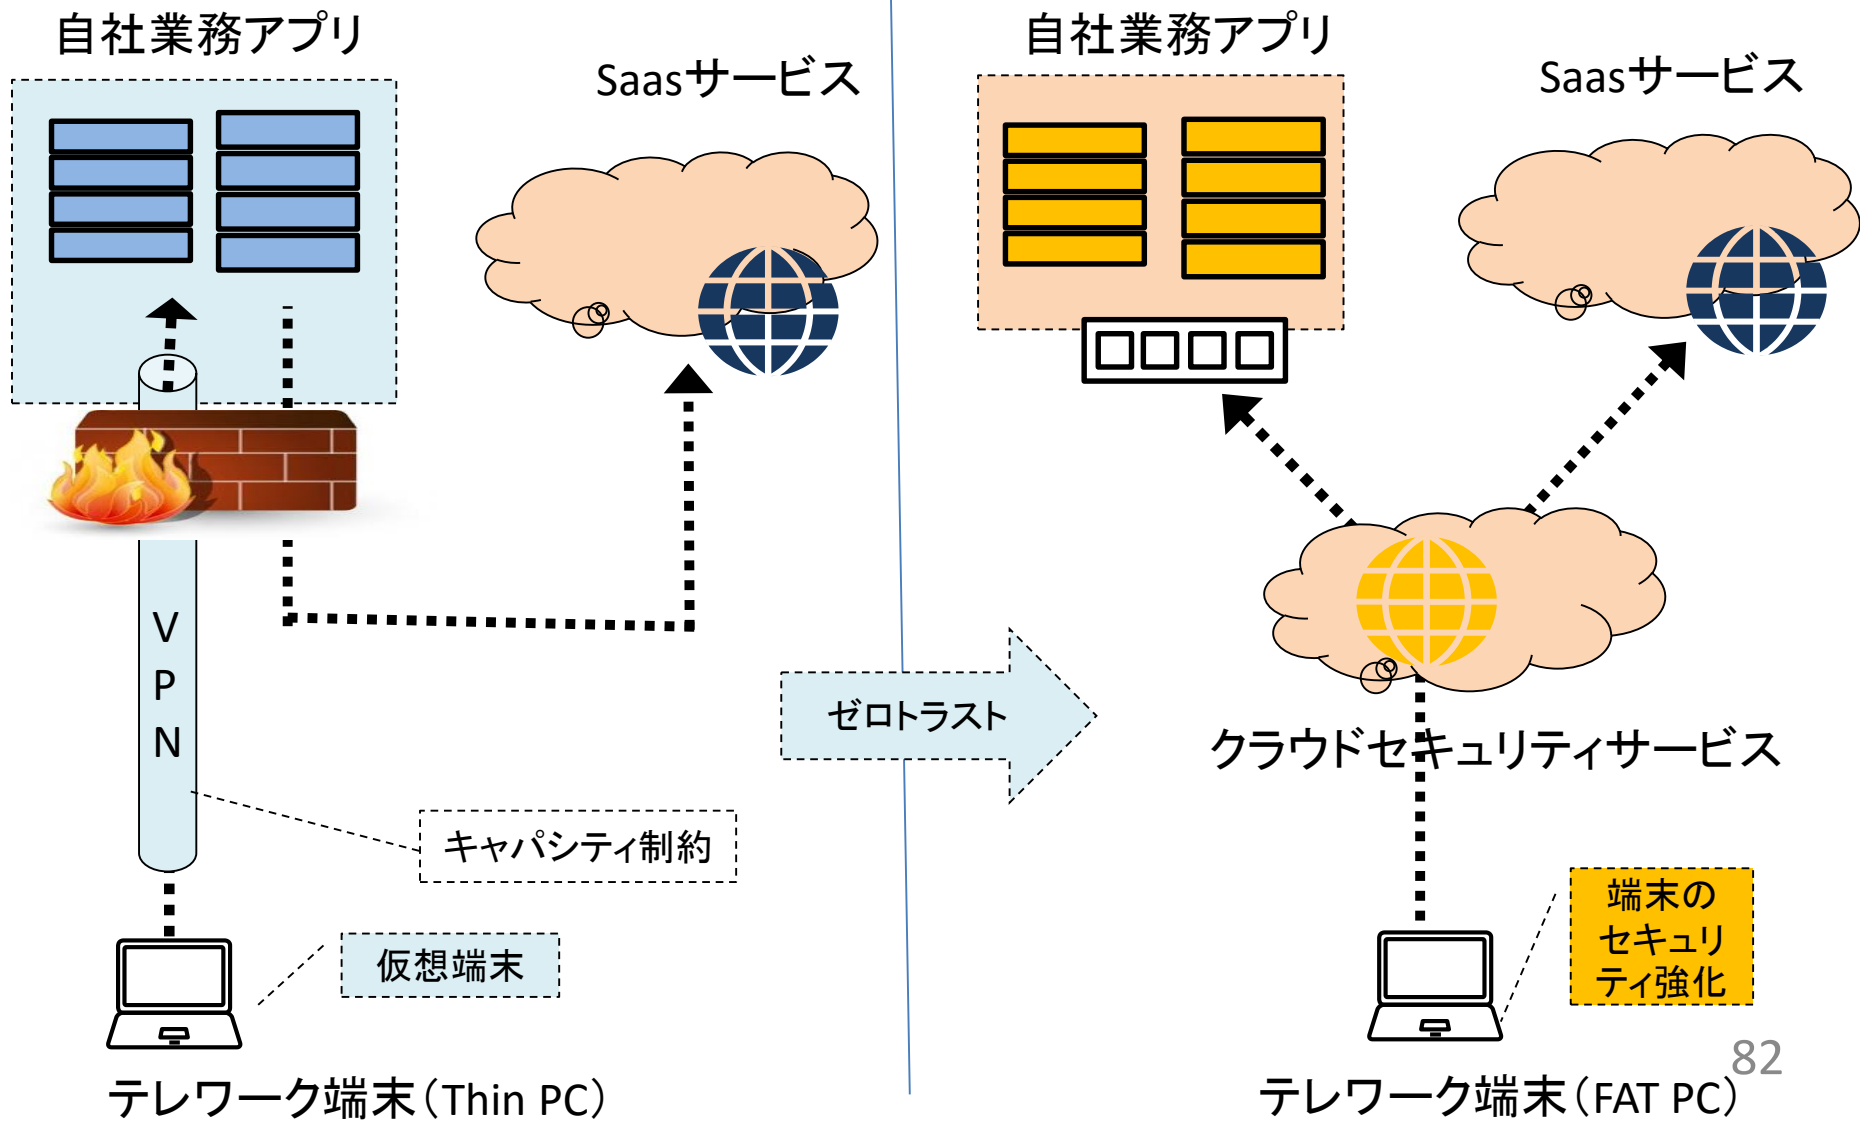 自社業務アプリ
Saasサービス
V
P
N
キャパシティ制約
仮想端末
テレワーク端末（Thin PC）
ゼロトラスト
自社業務アプリ
Saasサービス
クラウドセキュリティサービス
端末の
セキュリ
ティ強化
テレワーク端末（FAT PC）
82